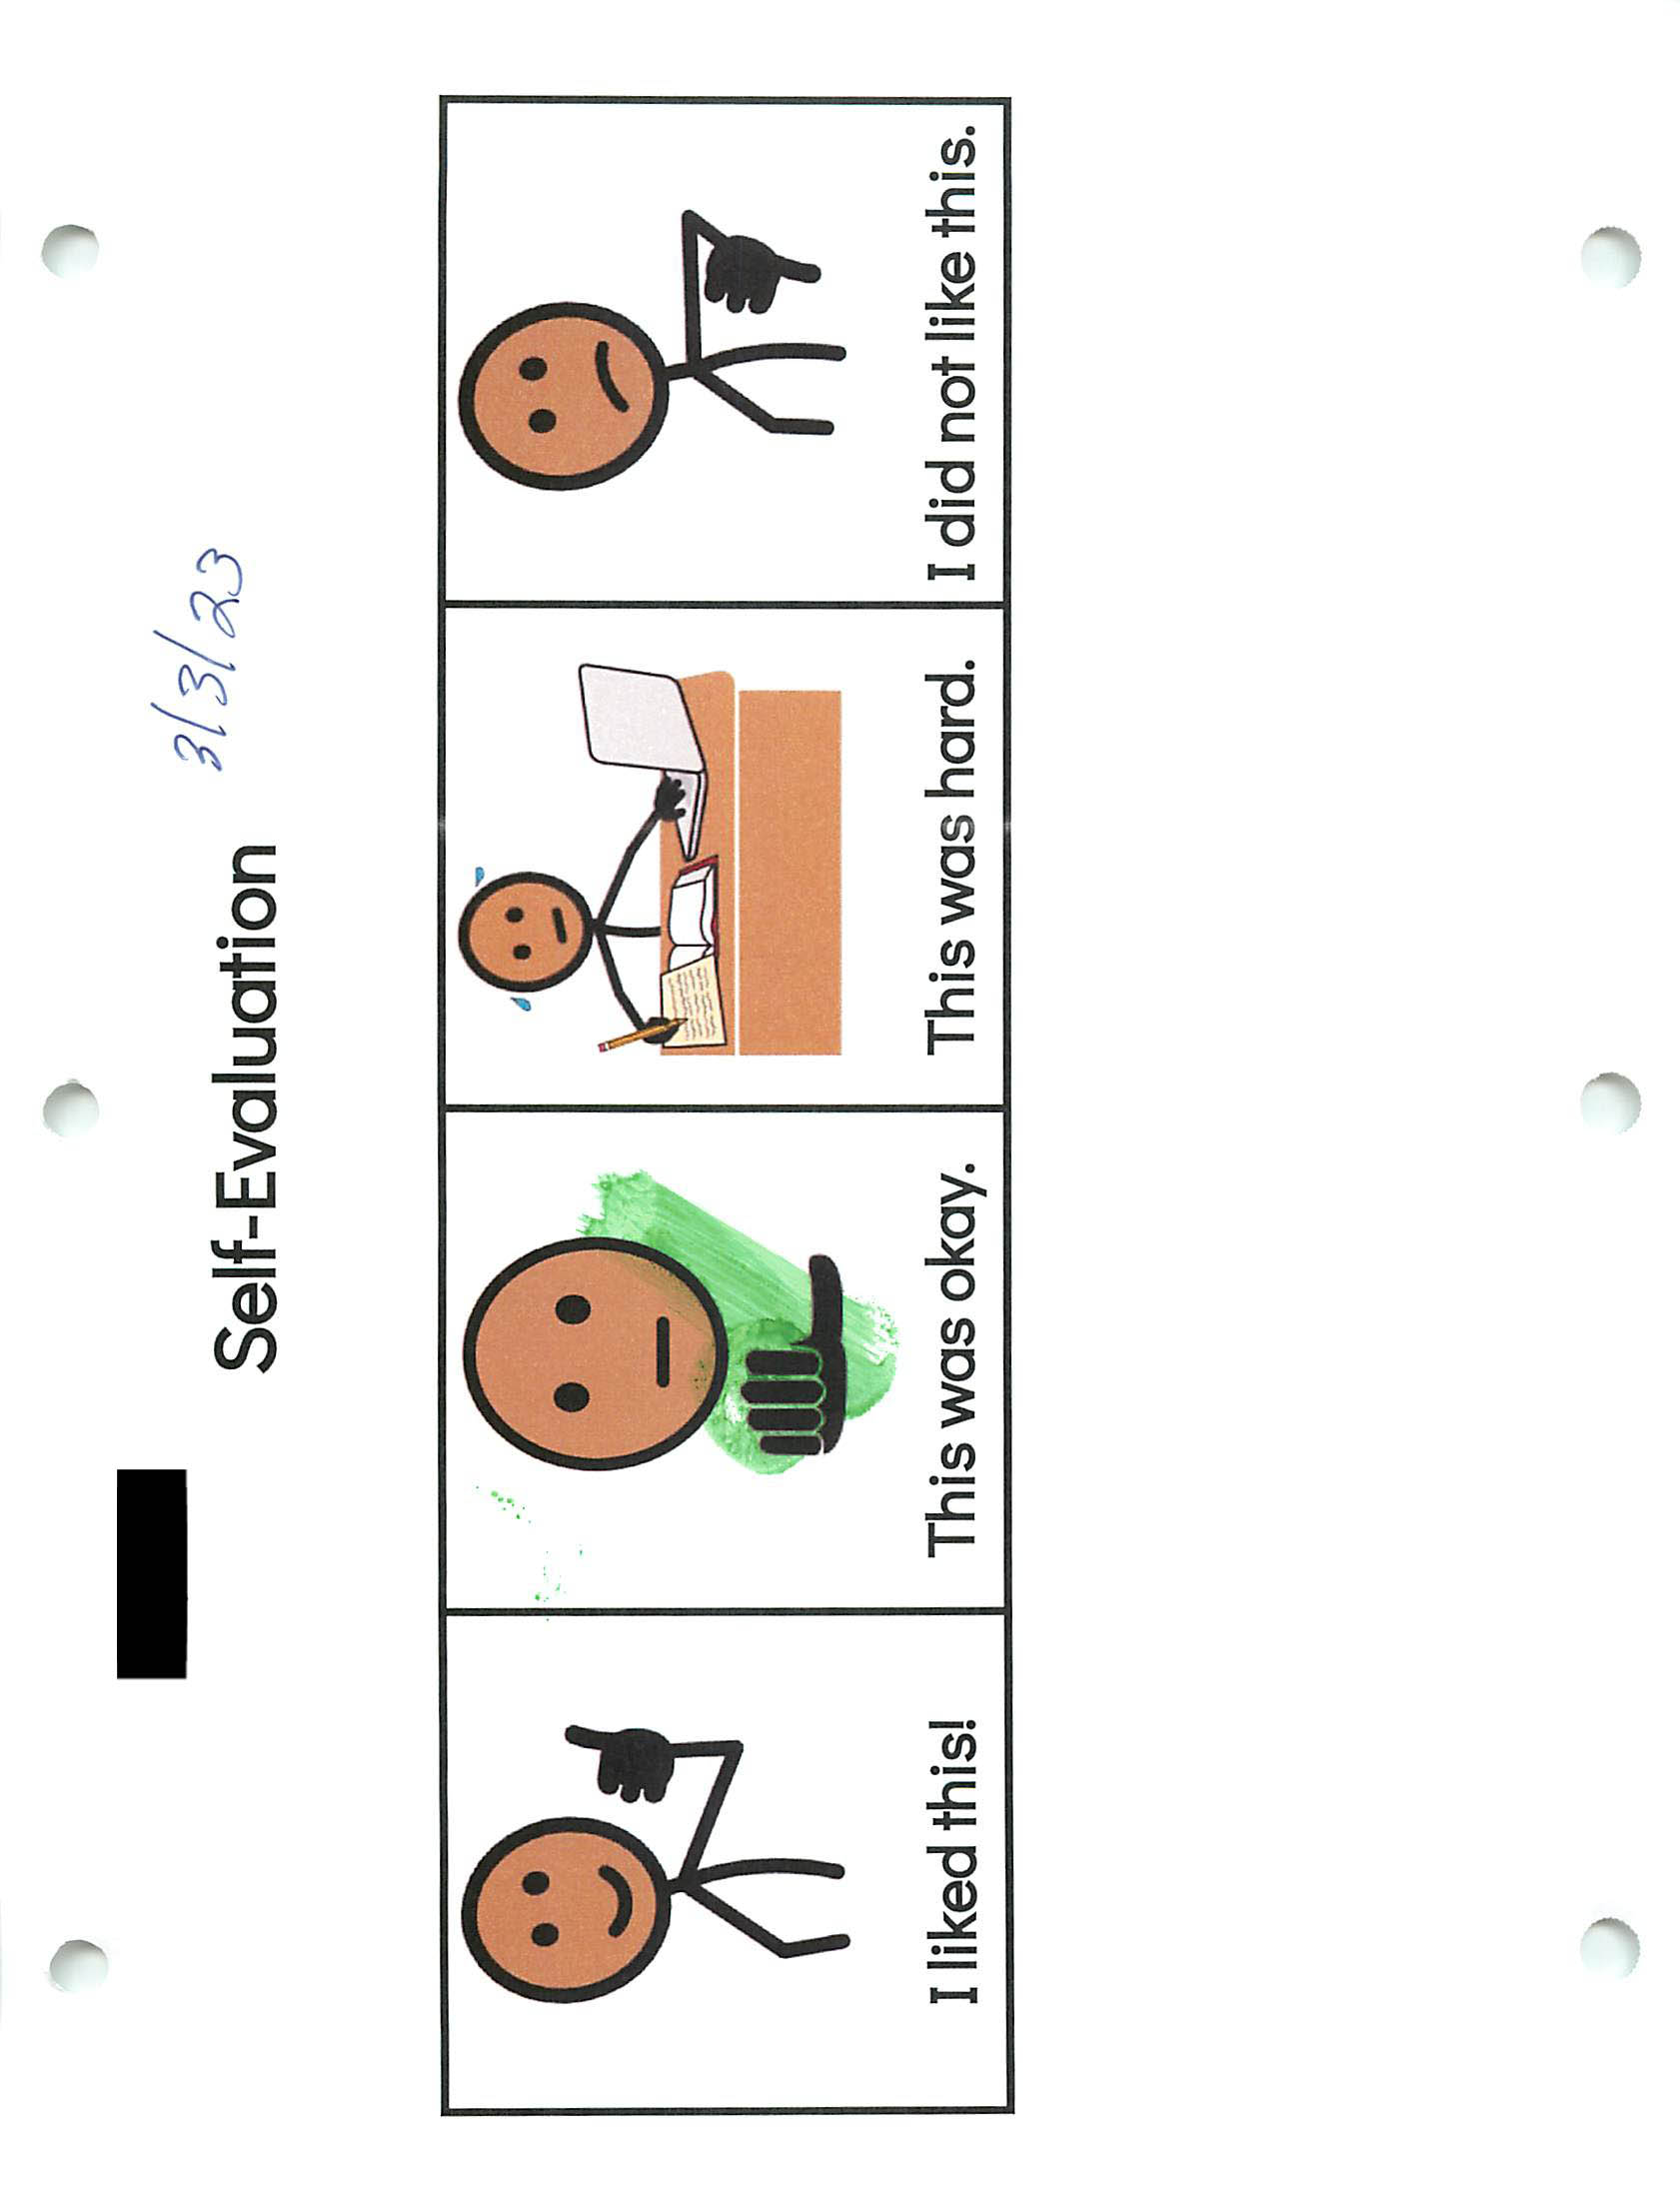 Self-Evaluation
3/3/23
I liked this!
This was okay.
This was hard.
I did not like this.